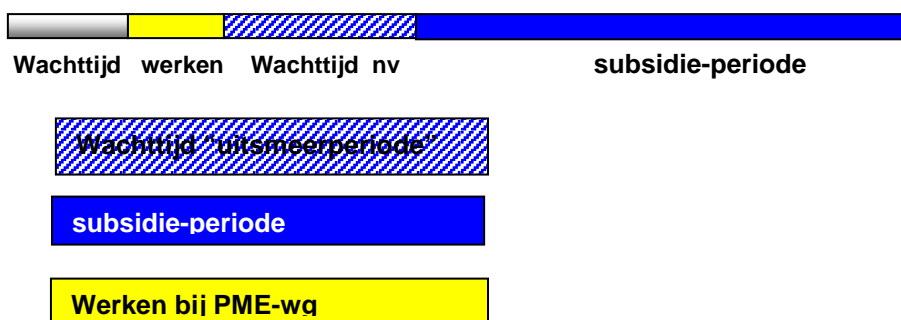 Wachttijd werken Wachttijd nv subsidie-periode
Wachttijd “uitsmeerperiode”
subsidie-periode
Werken bij PME-wg